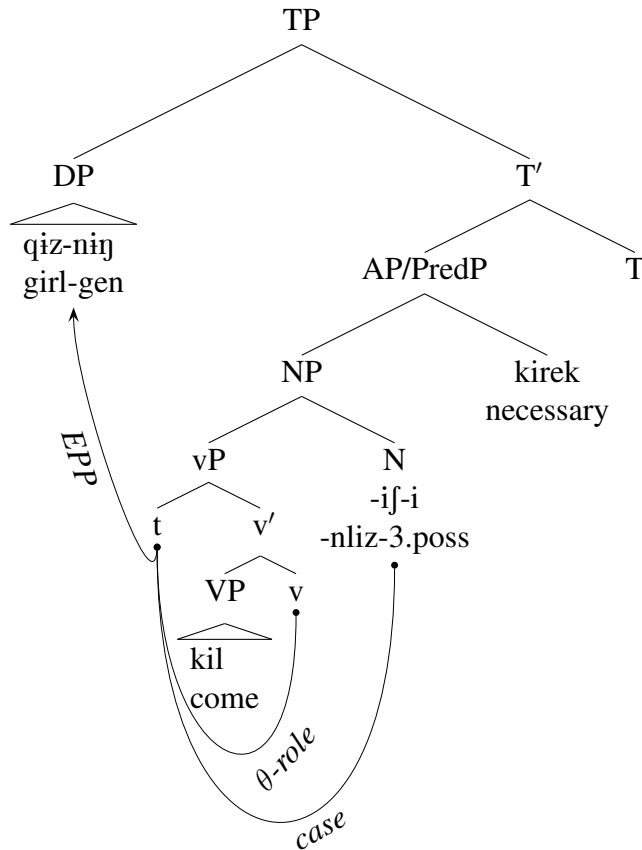 TP
DP
T′
qɨz-nɨŋ
girl-gen
AP/PredP
T
EPP
NP
kirek
necessary
vP
N
-iʃ-i
-nliz-3.poss
t
v′
VP
v
kil
come
θ-role
case